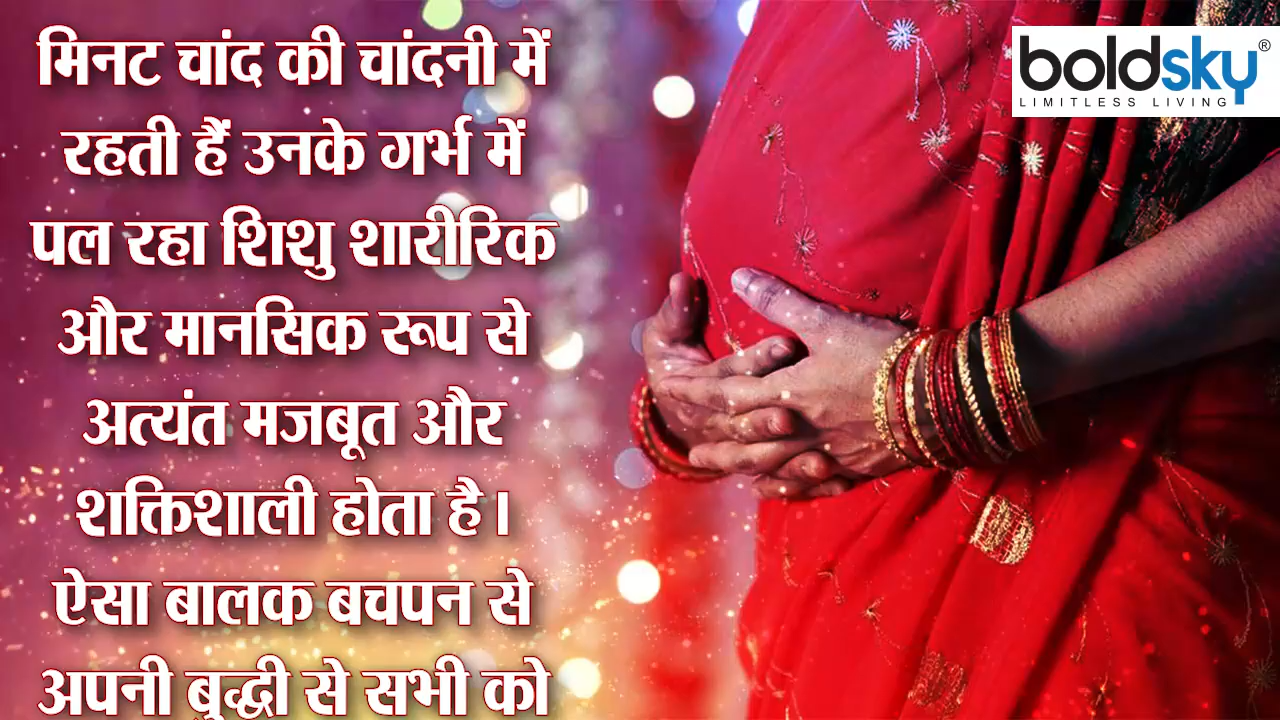 मिनट चांद की चांदनी में
रहती हैं उनके गर्भ में
पल रहा शिशु शारीरिक
और मानसिक रूप से
अत्यंत मजबूत और
शक्तिशाली होता है।
ऐसा बालक बचपन से
अपनी बुद्धी से सभी को
boldsky®
LIMITLESS LIVING